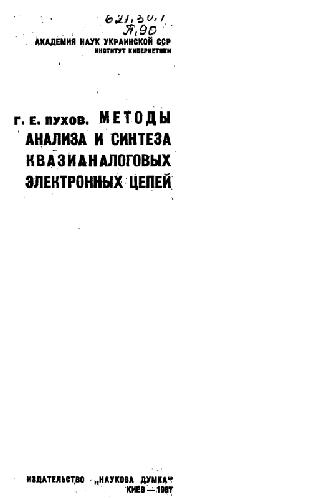 621.30.1
П.90
АКАДЕМИЯ НАУК УКРАИНСКОЙ ССР
ИНСТИТУТ КИБЕРНЕТИКИ
Г. Е. ПУХОВ. МЕТОДЫ
АНАЛИЗА И СИНТЕЗА
КВАЗИАНАЛОГОВЫХ
ЭЛЕКТРОННЫХ ЦЕПЕЙ
ИЗДАТЕЛЬСТВО „НАУКОВА ДУМКА"
КИЕВ—1967